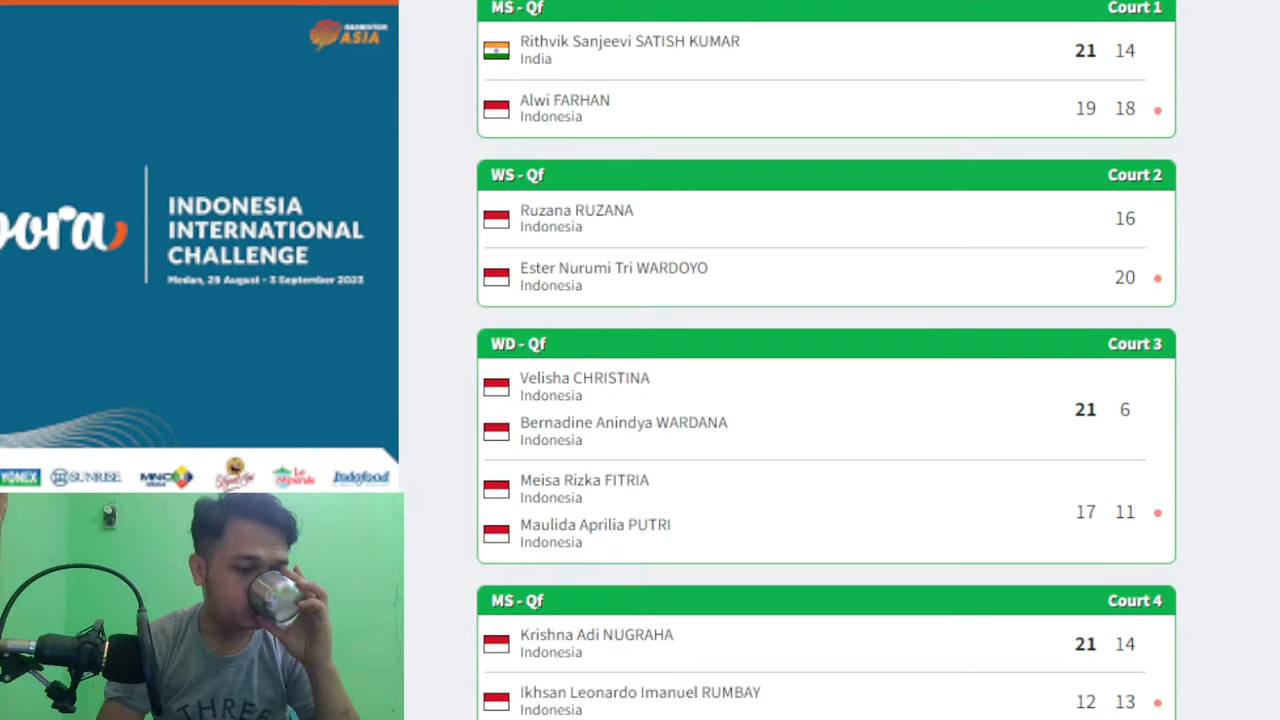 BADMINTON
ASIA
INDONESIA
INTERNATIONAL
CHALLENGE
Medan, 29 August - 3 September 2023
YONEX
SUNRISE
Le
Indofood
THREE
MS - Qf Court 1
Rithvik Sanjeevi SATISH KUMAR
India
21 14
Alwi FARHAN
Indonesia
19 18
WS - Qf Court 2
Ruzana RUZANA
Indonesia
16
Ester Nurumi Tri WARDOYO
Indonesia
20
WD - Qf Court 3
Velisha CHRISTINA
Indonesia
Bernadine Anindya WARDANA
Indonesia
21 6
Meisa Rizka FITRIA
Indonesia
Maulida Aprilia PUTRI
Indonesia
17 11
MS - Qf Court 4
Krishna Adi NUGRAHA
Indonesia
21 14
Ikhsan Leonardo Imanuel RUMBAY
Indonesia
12 13